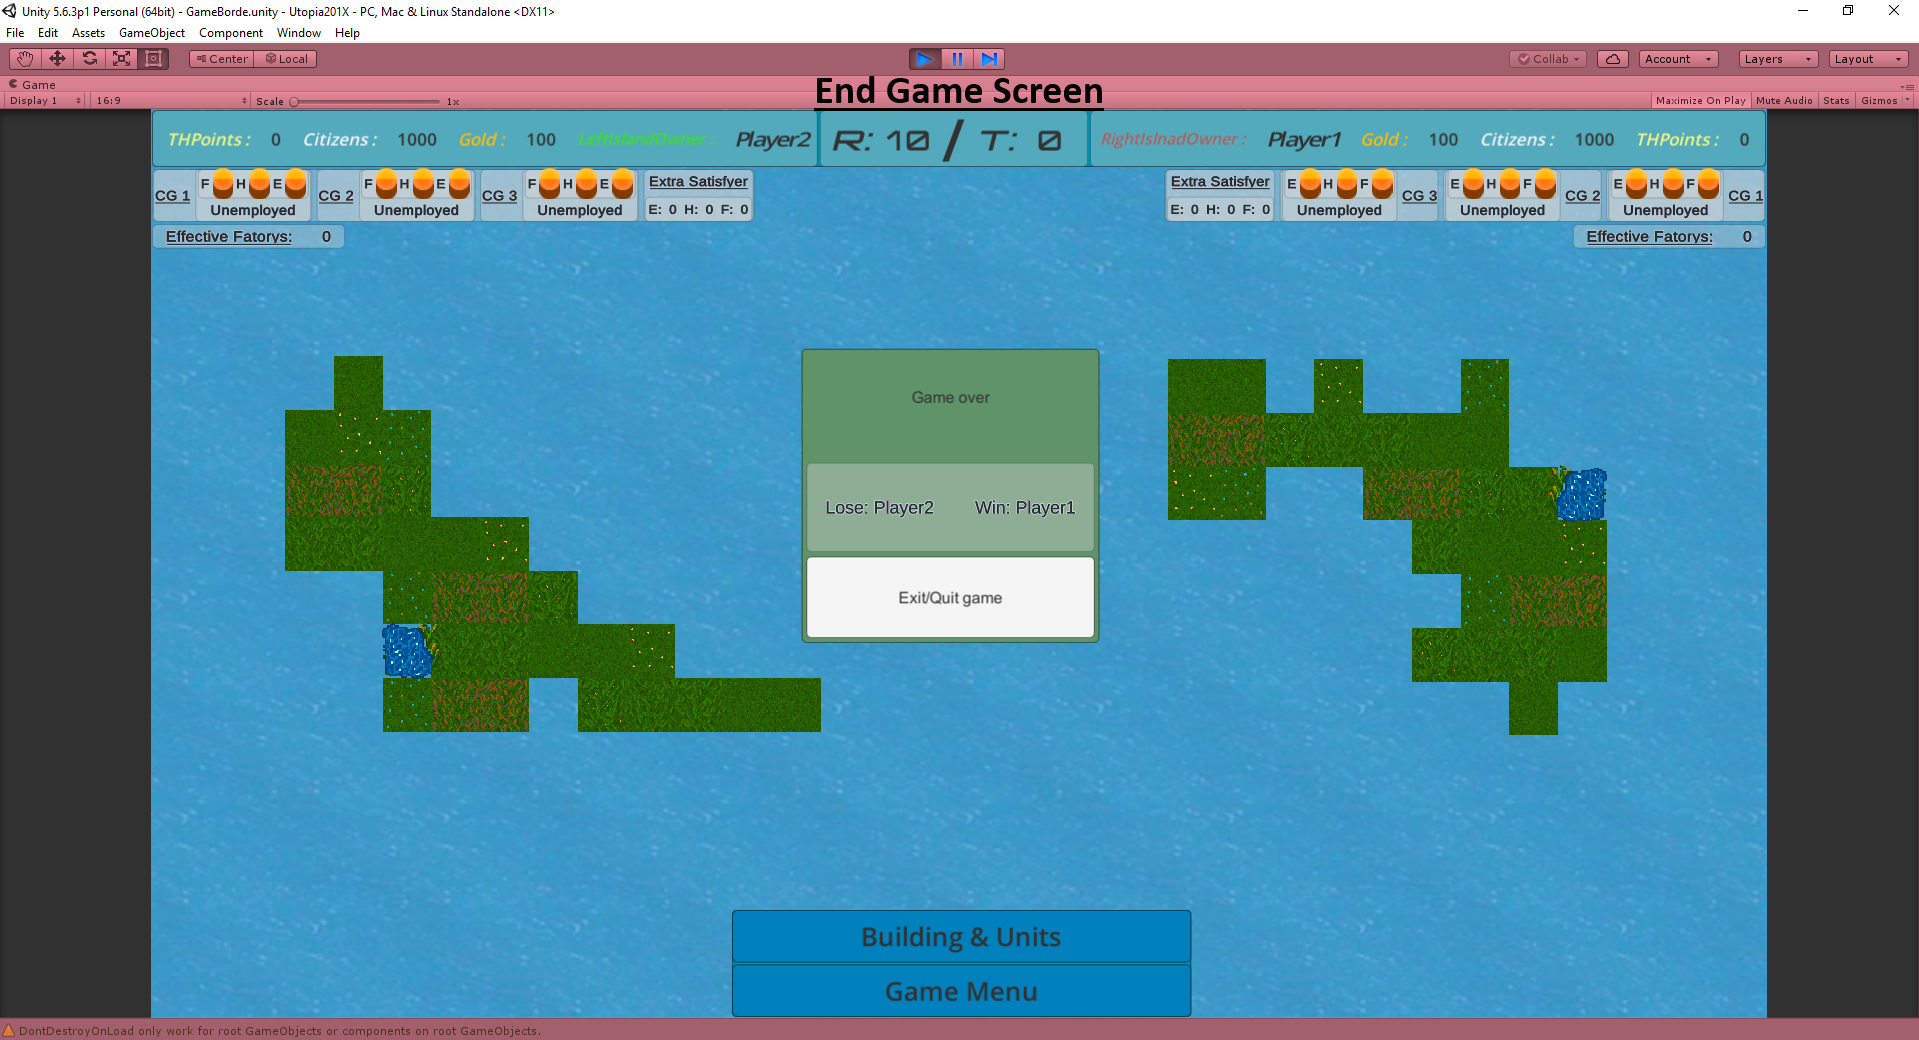 Unity 5.6.3p1 Personal (64bit) - GameBorde.unity - Utopia201X - PC, Mac & Linux Standalone <DX11>
File Edit Assets GameObject Component Window Help
Center Local Collab Account Layers Layout
Game
End Game Screen
Display 1 16:9 Scale 1x Maximize On Play Mute Audio Stats Gizmos
THPoints : 0 Citizens : 1000 Gold : 100 LeftIslandOwner : Player2 R: 10 / T: 0 RightIslnadOwner : Player1 Gold : 100 Citizens : 1000 THPoints : 0
CG 1 F H E Unemployed CG 2 F H E Unemployed CG 3 F H E Unemployed Extra Satisfyer E: 0 H: 0 F: 0
Extra Satisfyer E: 0 H: 0 F: 0 E H F Unemployed CG 3 E H F Unemployed CG 2 E H F Unemployed CG 1
Effective Fatorys: 0 Effective Fatorys: 0
Game over
Lose: Player2 Win: Player1
Exit/Quit game
Building & Units
Game Menu
DontDestroyOnLoad only work for root GameObjects or components on root GameObjects.